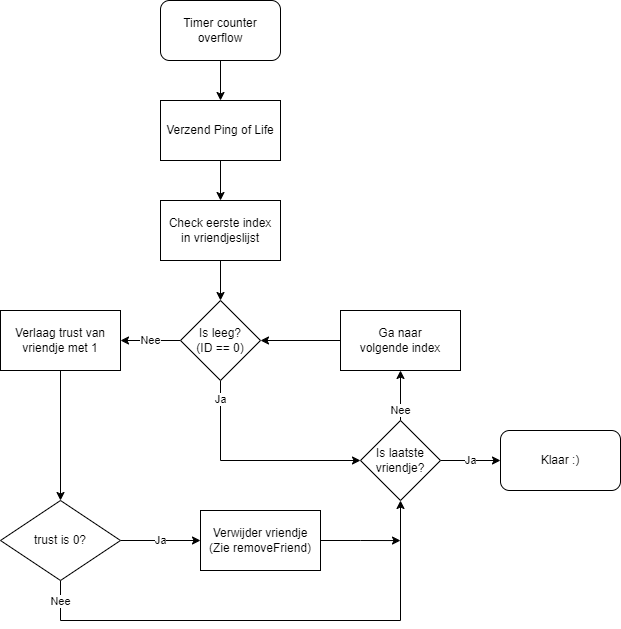 Timer counter
overflow
Verzend Ping of Life
Check eerste index
in vriendjeslijst
Verlaag trust van
vriendje met 1
Nee
Is leeg?
(ID == 0)
Ga naar
volgende index
Ja
Nee
Is laatste
vriendje?
Ja
Klaar :)
trust is 0?
Ja
Verwijder vriendje
(Zie removeFriend)
Nee